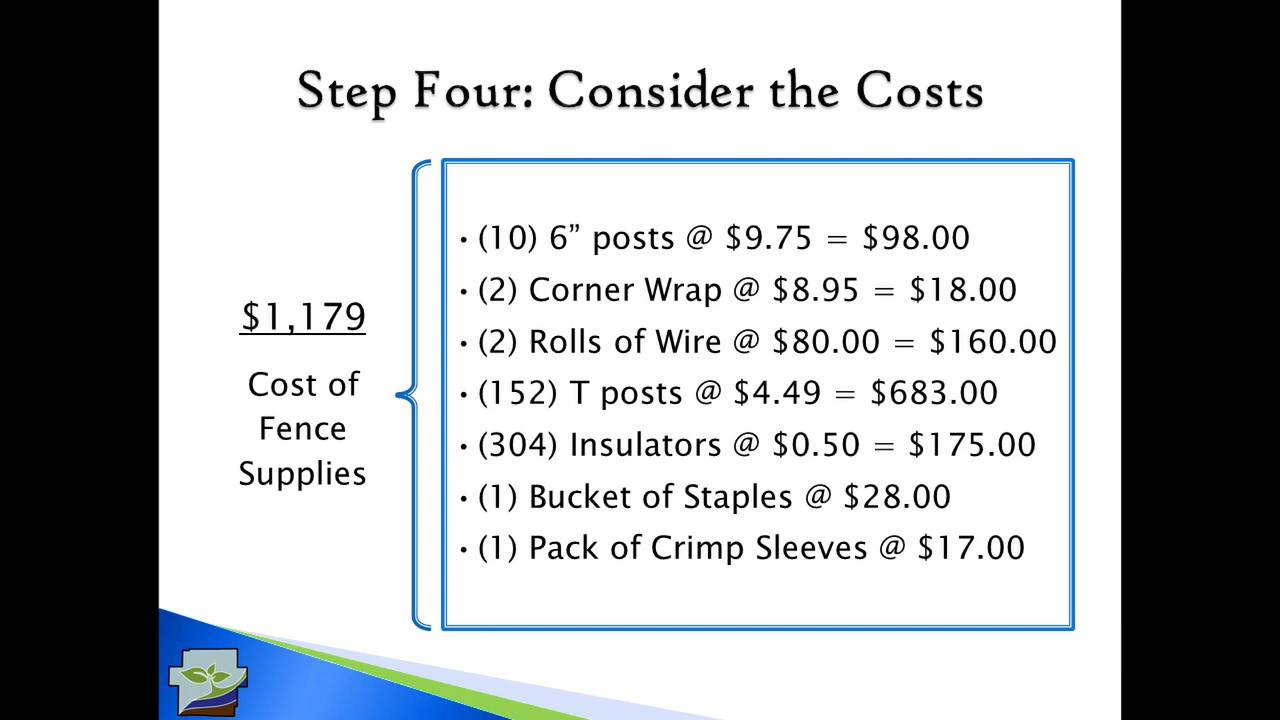 Step Four: Consider the Costs
$1,179
Cost of
Fence
Supplies
• (10) 6” posts @ $9.75 = $98.00
• (2) Corner Wrap @ $8.95 = $18.00
• (2) Rolls of Wire @ $80.00 = $160.00
• (152) T posts @ $4.49 = $683.00
• (304) Insulators @ $0.50 = $175.00
• (1) Bucket of Staples @ $28.00
• (1) Pack of Crimp Sleeves @ $17.00